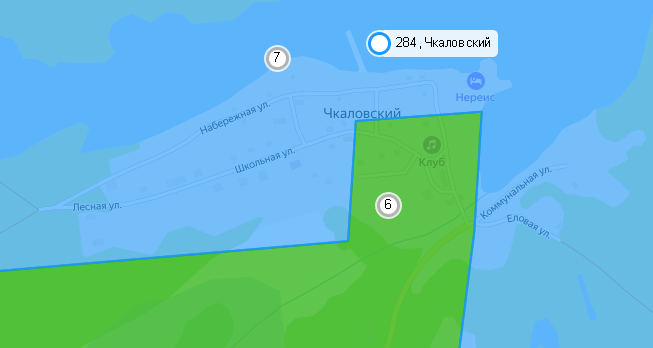 284 , Чкаловский
7
Нереис
Чкаловский
Набережная ул.
Школьная ул.
Клуб
Лесная ул.
6
Коммунальная ул.
Еловая ул.